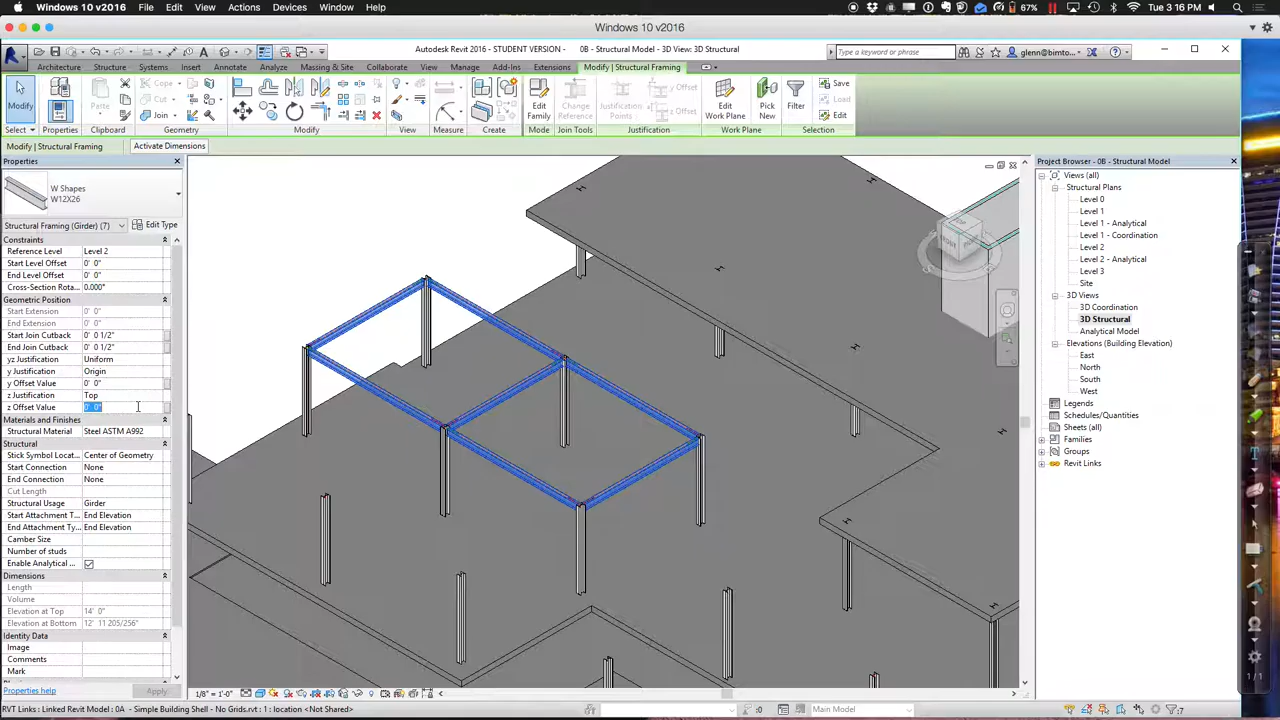 File Edit View Actions Devices Window Help
67%
Tue 3:16 PM
Windows 10 v2016
Autodesk Revit 2016 - STUDENT VERSION -
0B - Structural Model - 3D View: 3D Structural
Type a keyword or phrase
glenn@bimto...
Architecture Structure Systems Insert Annotate Analyze Massing & Site Collaborate View Manage Add-Ins Extensions Modify | Structural Framing
Modify
Select
Properties
Paste
Clipboard
Cope
Cut
Join
Geometry
Modify
View
Measure
Create
Edit Family
Mode
Change Reference
Join Tools
Justification Points
y Offset
z Offset
Justification
Edit Work Plane
Pick New
Work Plane
Filter
Save
Load
Edit
Selection
Modify | Structural Framing
Activate Dimensions
Properties
W Shapes
W12X26
Structural Framing (Girder) (7)
Edit Type
Constraints
Reference Level Level 2
Start Level Offset 0' 0"
End Level Offset 0' 0"
Cross-Section Rota... 0.000°
Geometric Position
Start Extension 0' 0"
End Extension 0' 0"
Start Join Cutback 0' 0 1/2"
End Join Cutback 0' 0 1/2"
yz Justification Uniform
y Justification Origin
y Offset Value 0' 0"
z Justification Top
z Offset Value 0' 0"
Materials and Finishes
Structural Material Steel ASTM A992
Structural
Stick Symbol Locat... Center of Geometry
Start Connection None
End Connection None
Cut Length
Structural Usage Girder
Start Attachment T... End Elevation
End Attachment Ty... End Elevation
Camber Size
Number of studs
Enable Analytical ...
Dimensions
Length
Volume
Elevation at Top 14' 0"
Elevation at Bottom 12' 11 205/256"
Identity Data
Image
Comments
Mark
Properties help
Apply
Project Browser - 0B - Structural Model
Views (all)
Structural Plans
Level 0
Level 1
Level 1 - Analytical
Level 1 - Coordination
Level 2
Level 2 - Analytical
Level 3
Site
3D Views
3D Coordination
3D Structural
Analytical Model
Elevations (Building Elevation)
East
North
South
West
Legends
Schedules/Quantities
Sheets (all)
Families
Groups
Revit Links
1/8" = 1'-0"
RVT Links : Linked Revit Model : 0A - Simple Building Shell - No Grids.rvt : 1 : location <Not Shared>
:0
Main Model
:7
1/1